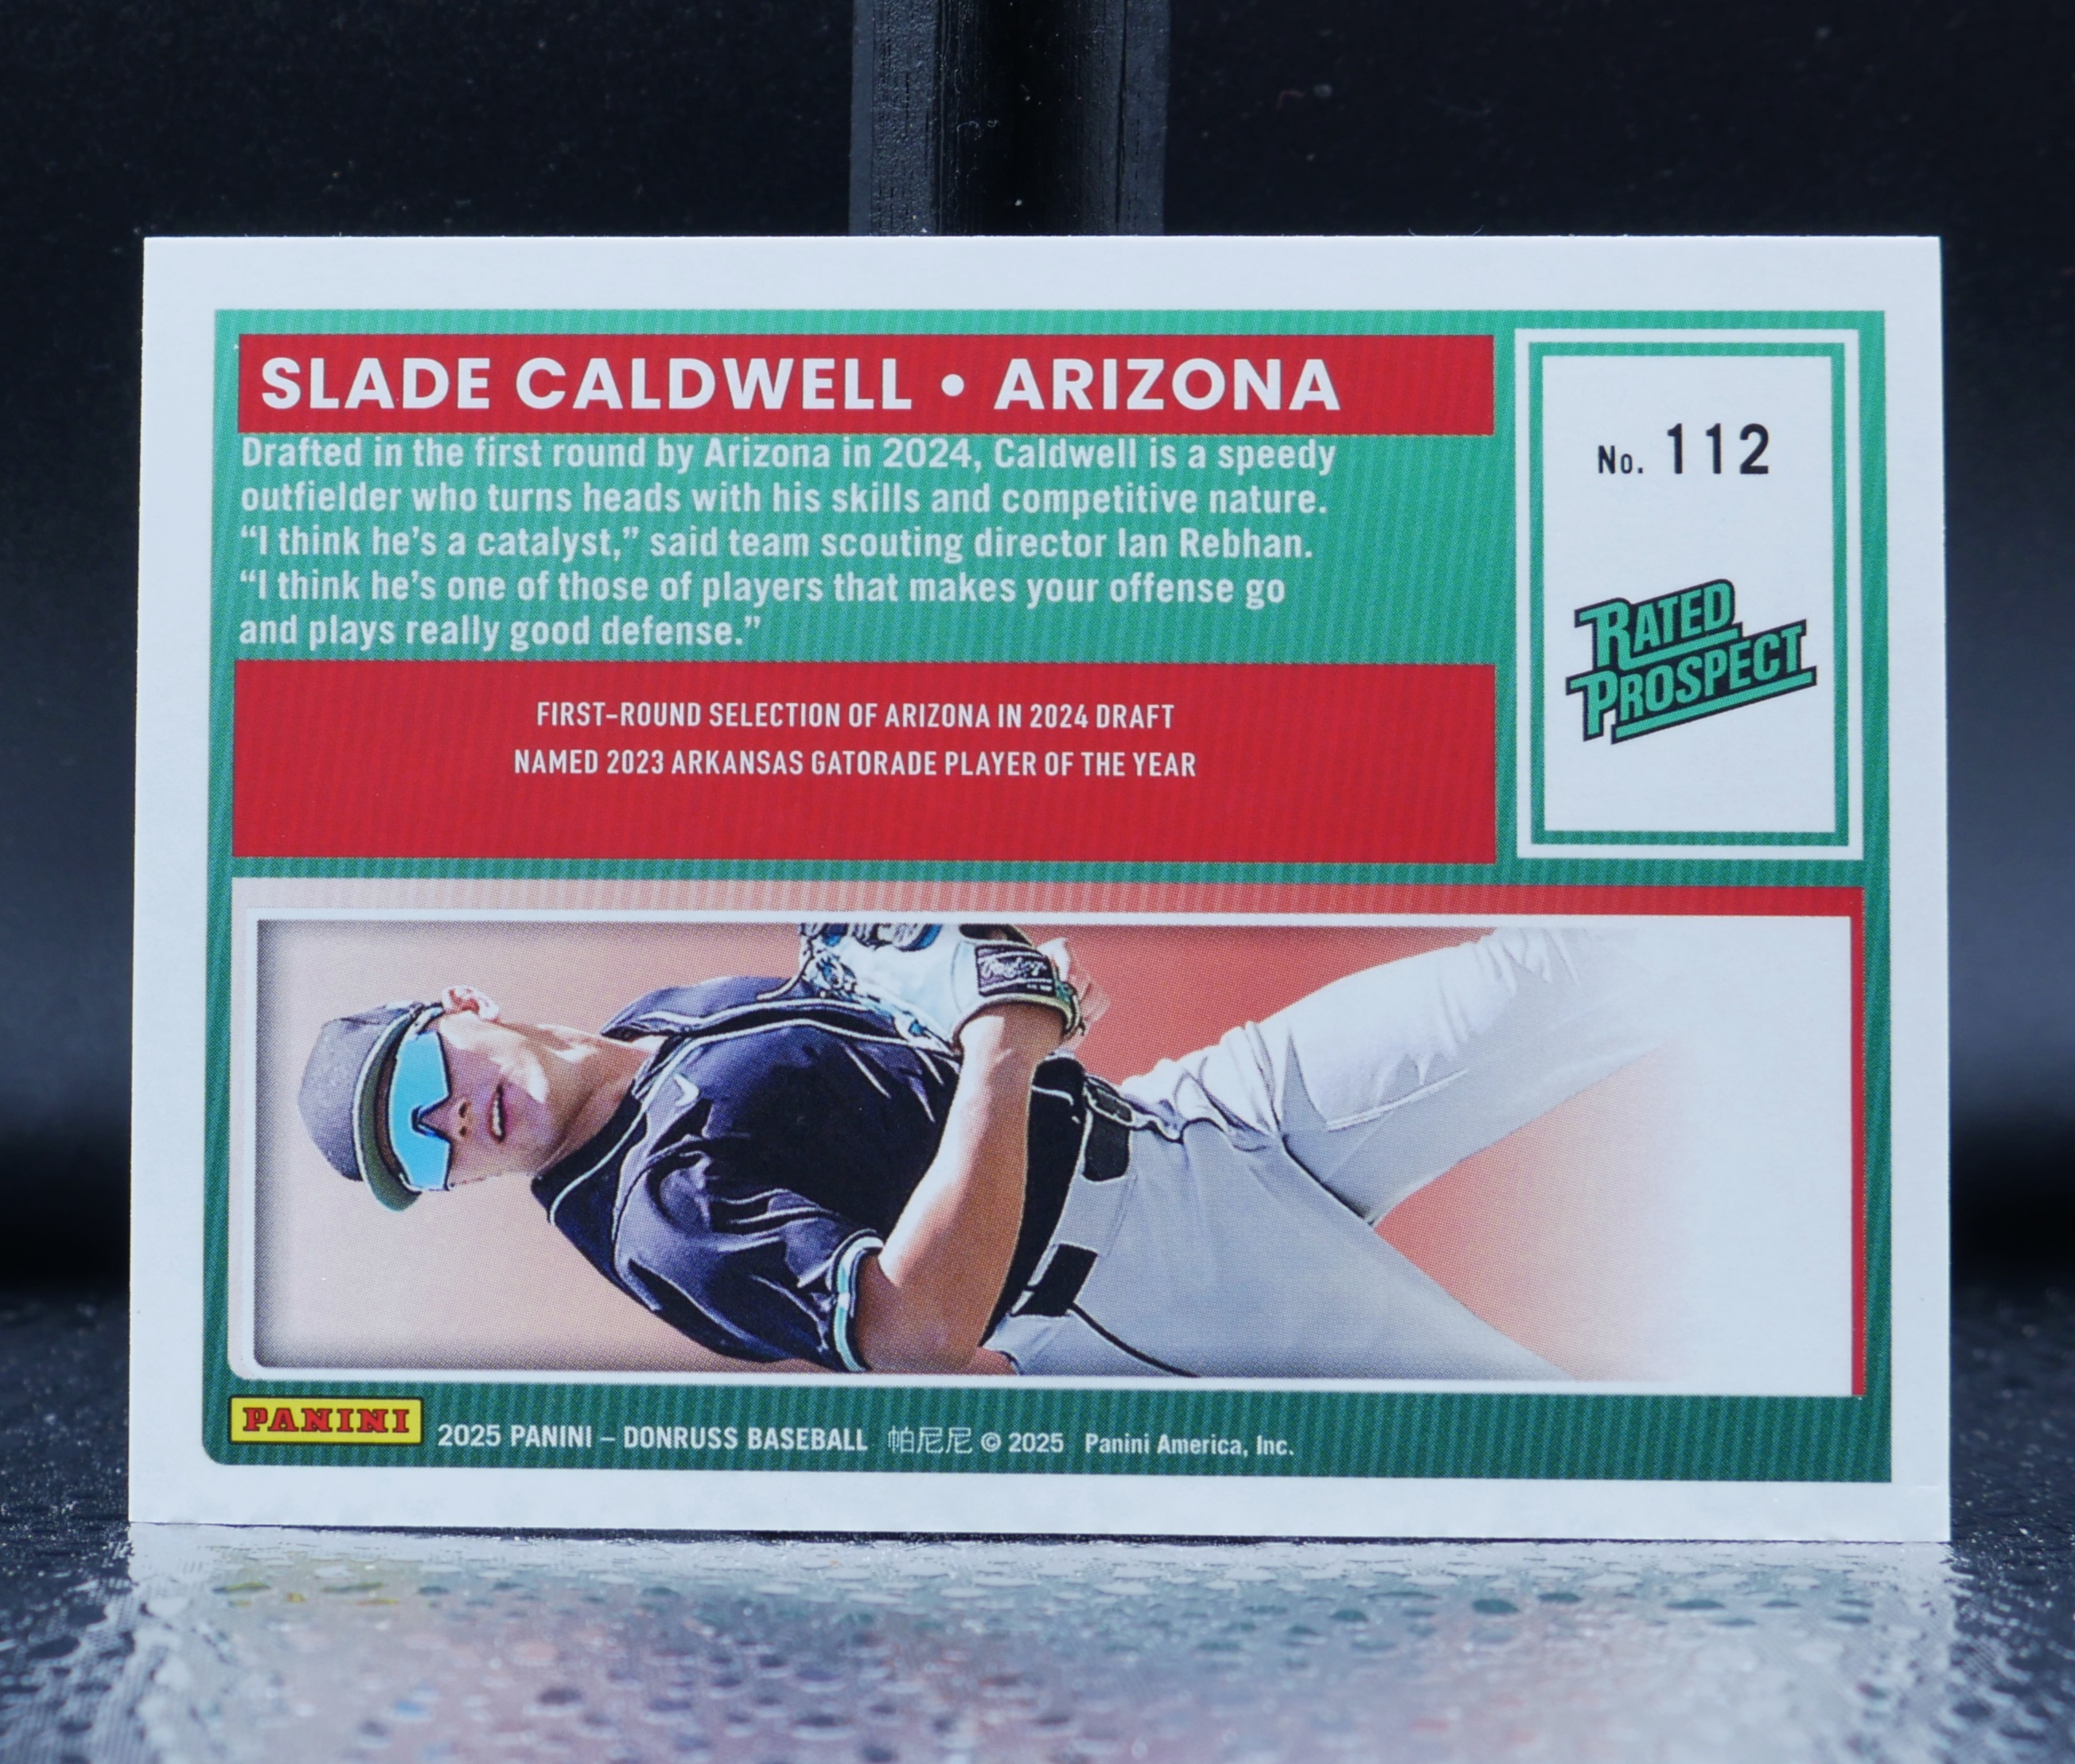 SLADE CALDWELL • ARIZONA
Drafted in the first round by Arizona in 2024, Caldwell is a speedy
outfielder who turns heads with his skills and competitive nature.
“I think he’s a catalyst,” said team scouting director Ian Rebhan.
“I think he’s one of those of players that makes your offense go
and plays really good defense.”
No. 112
RATED
PROSPECT
FIRST-ROUND SELECTION OF ARIZONA IN 2024 DRAFT
NAMED 2023 ARKANSAS GATORADE PLAYER OF THE YEAR
PANINI
2025 PANINI – DONRUSS BASEBALL 帕尼尼 © 2025 Panini America, Inc.